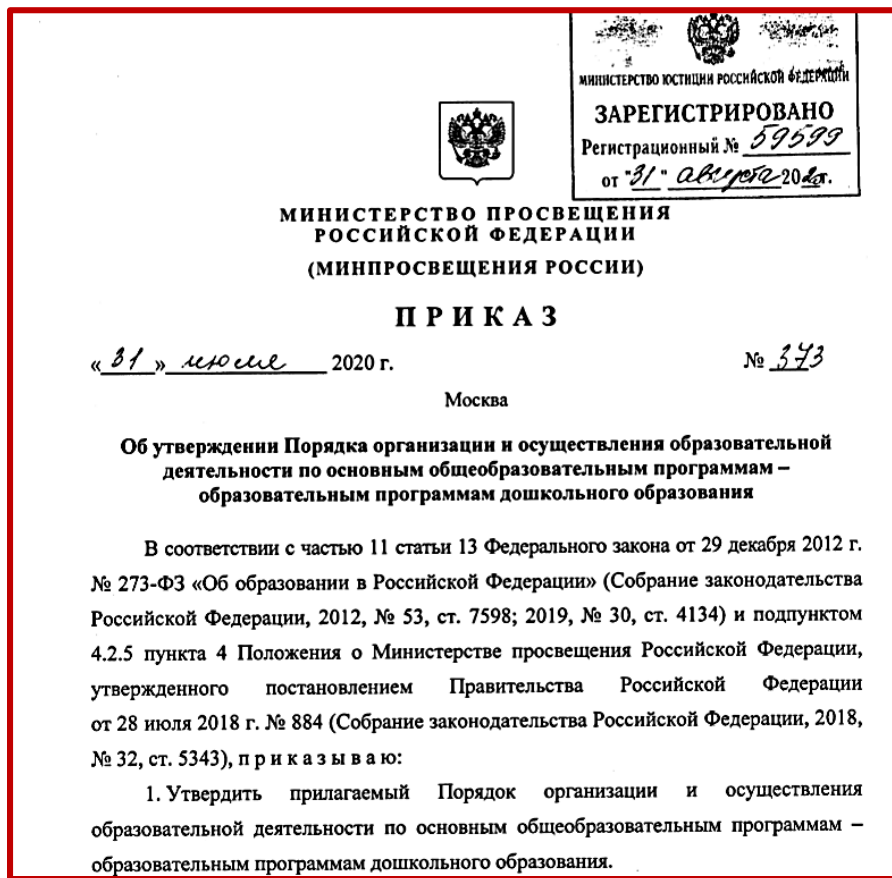 МИНИСТЕРСТВО ЮСТИЦИИ РОССИЙСКОЙ ФЕДЕРАЦИИ
ЗАРЕГИСТРИРОВАНО
Регистрационный № 59599
от "31" августа 2020г.
МИНИСТЕРСТВО ПРОСВЕЩЕНИЯ
РОССИЙСКОЙ ФЕДЕРАЦИИ
(МИНПРОСВЕЩЕНИЯ РОССИИ)
П Р И К А З
«31» июля 2020 г. № 373
Москва
Об утверждении Порядка организации и осуществления образовательной
деятельности по основным общеобразовательным программам –
образовательным программам дошкольного образования
В соответствии с частью 11 статьи 13 Федерального закона от 29 декабря 2012 г.
№ 273-ФЗ «Об образовании в Российской Федерации» (Собрание законодательства
Российской Федерации, 2012, № 53, ст. 7598; 2019, № 30, ст. 4134) и подпунктом
4.2.5 пункта 4 Положения о Министерстве просвещения Российской Федерации,
утвержденного постановлением Правительства Российской Федерации
от 28 июля 2018 г. № 884 (Собрание законодательства Российской Федерации, 2018,
№ 32, ст. 5343), п р и к а з ы в а ю:
1. Утвердить прилагаемый Порядок организации и осуществления
образовательной деятельности по основным общеобразовательным программам –
образовательным программам дошкольного образования.